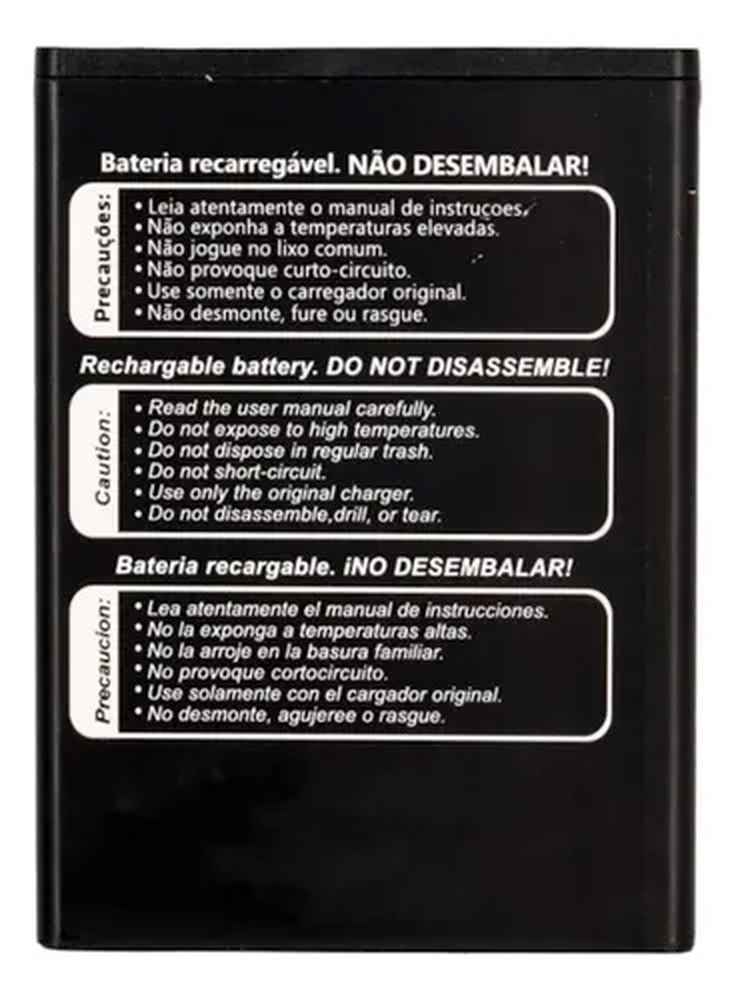 Bateria recarregável. NÃO DESEMBALAR!
Precauções:
• Leia atentamente o manual de instruçoes.
• Não exponha a temperaturas elevadas.
• Não jogue no lixo comum.
• Não provoque curto-circuito.
• Use somente o carregador original.
• Não desmonte, fure ou rasgue.
Rechargable battery. DO NOT DISASSEMBLE!
Caution:
• Read the user manual carefully.
• Do not expose to high temperatures.
• Do not dispose in regular trash.
• Do not short-circuit.
• Use only the original charger.
• Do not disassemble,drill, or tear.
Bateria recargable. ¡NO DESEMBALAR!
Precaucion:
• Lea atentamente el manual de instrucciones.
• No la exponga a temperaturas altas.
• No la arroje en la basura familiar.
• No provoque cortocircuito.
• Use solamente con el cargador original.
• No desmonte, agujeree o rasgue.